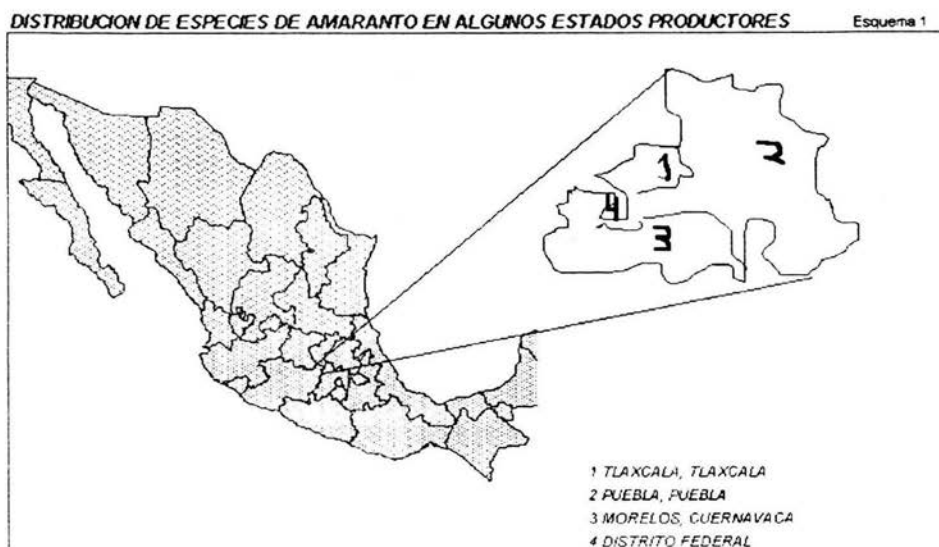 DISTRIBUCION DE ESPECIES DE AMARANTO EN ALGUNOS ESTADOS PRODUCTORES Esquema 1
1
2
4
3
1 TLAXCALA, TLAXCALA
2 PUEBLA, PUEBLA
3 MORELOS, CUERNAVACA
4 DISTRITO FEDERAL